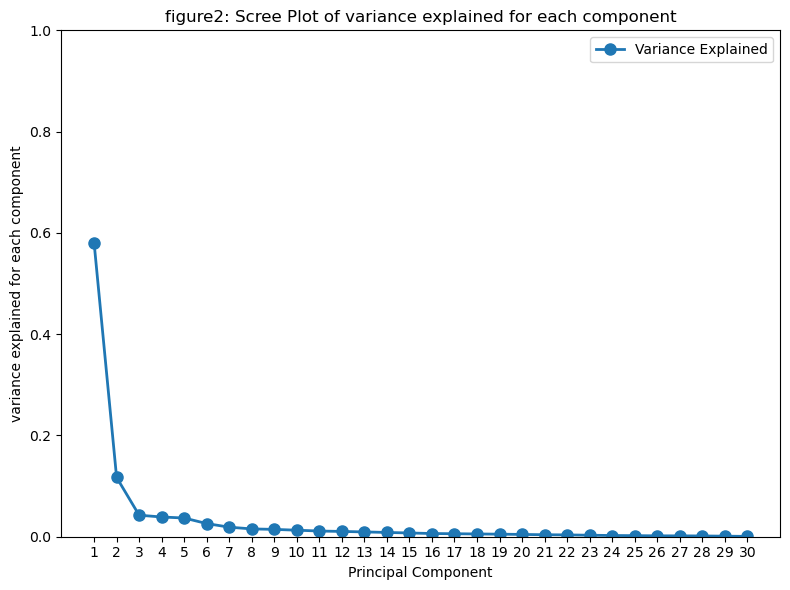 figure2: Scree Plot of variance explained for each component
Variance Explained
variance explained for each component
1.0
0.8
0.6
0.4
0.2
0.0
1 2 3 4 5 6 7 8 9 10 11 12 13 14 15 16 17 18 19 20 21 22 23 24 25 26 27 28 29 30
Principal Component